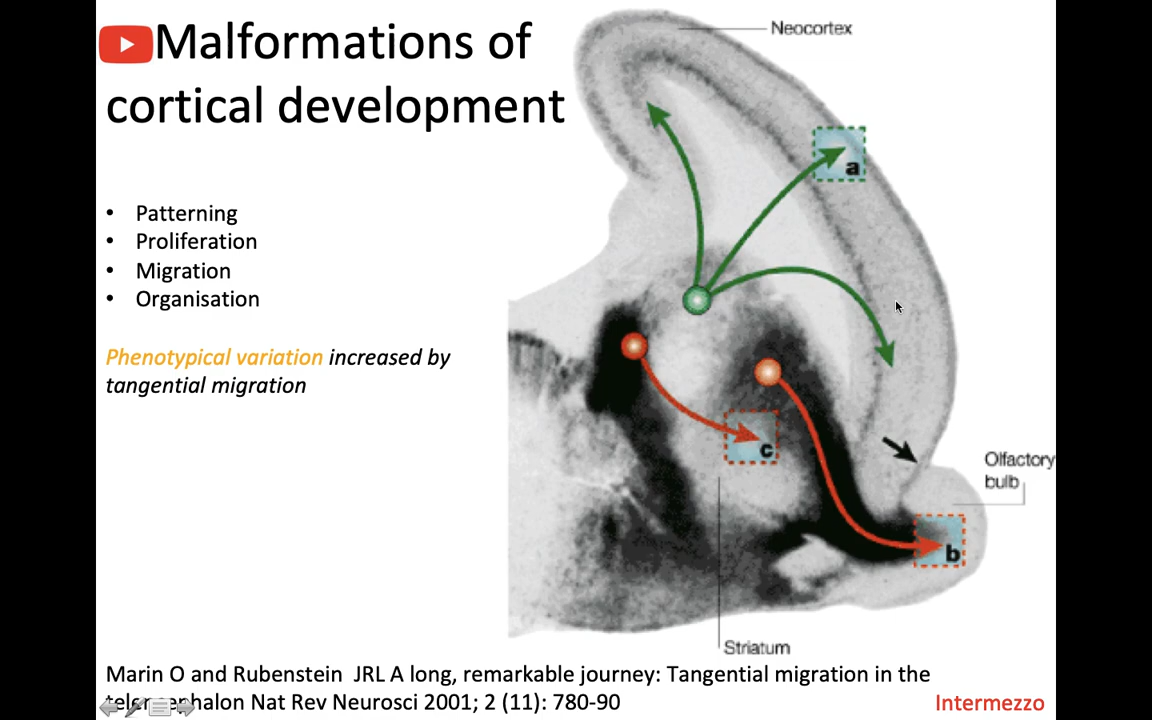 Malformations of
cortical development
Neocortex
a
• Patterning
• Proliferation
• Migration
• Organisation
Phenotypical variation increased by
tangential migration
c
Olfactory
bulb
b
Striatum
Marin O and Rubenstein JRL A long, remarkable journey: Tangential migration in the
telencephalon Nat Rev Neurosci 2001; 2 (11): 780-90
Intermezzo